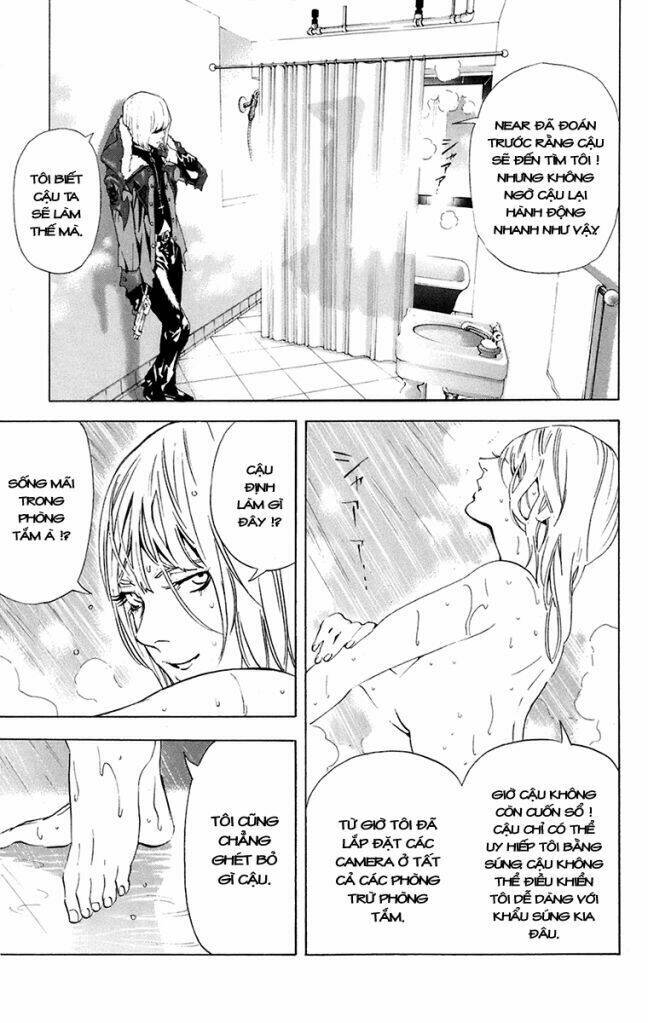 NEAR ĐÃ ĐOÁN
TRƯỚC RẰNG CẬU
SẼ ĐẾN TÌM TÔI !
NHƯNG KHÔNG
NGỜ CẬU LẠI
HÀNH ĐỘNG
NHANH NHƯ VẬY.
TÔI BIẾT
CẬU TA
SẼ LÀM
THẾ MÀ.
GIỜ CẬU KHÔNG
CÒN CUỐN SỔ !
CẬU CHỈ CÓ THỂ
UY HIẾP TÔI BẰNG
SÚNG, CẬU KHÔNG
THỂ ĐIỀU KHIỂN
TÔI DỄ DÀNG VỚI
KHẨU SÚNG KIA
ĐÂU.
TỪ GIỜ TÔI ĐÃ
LẮP ĐẶT CÁC
CAMERA Ở TẤT
CẢ CÁC PHÒNG
TRỪ PHÒNG
TẮM.
CẬU
ĐỊNH
LÀM GÌ
ĐÂY !?
SỐNG MÃI
TRONG
PHÒNG
TẮM À !?
TÔI CŨNG
CHẲNG
GHÉT BỎ
GÌ CẬU.